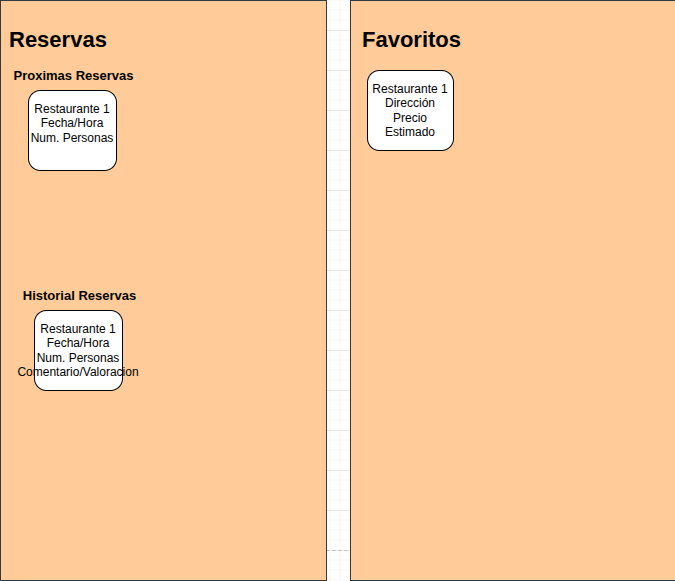 Reservas
Proximas Reservas
Restaurante 1
Fecha/Hora
Num. Personas
Historial Reservas
Restaurante 1
Fecha/Hora
Num. Personas
Comentario/Valoracion
Favoritos
Restaurante 1
Dirección
Precio
Estimado